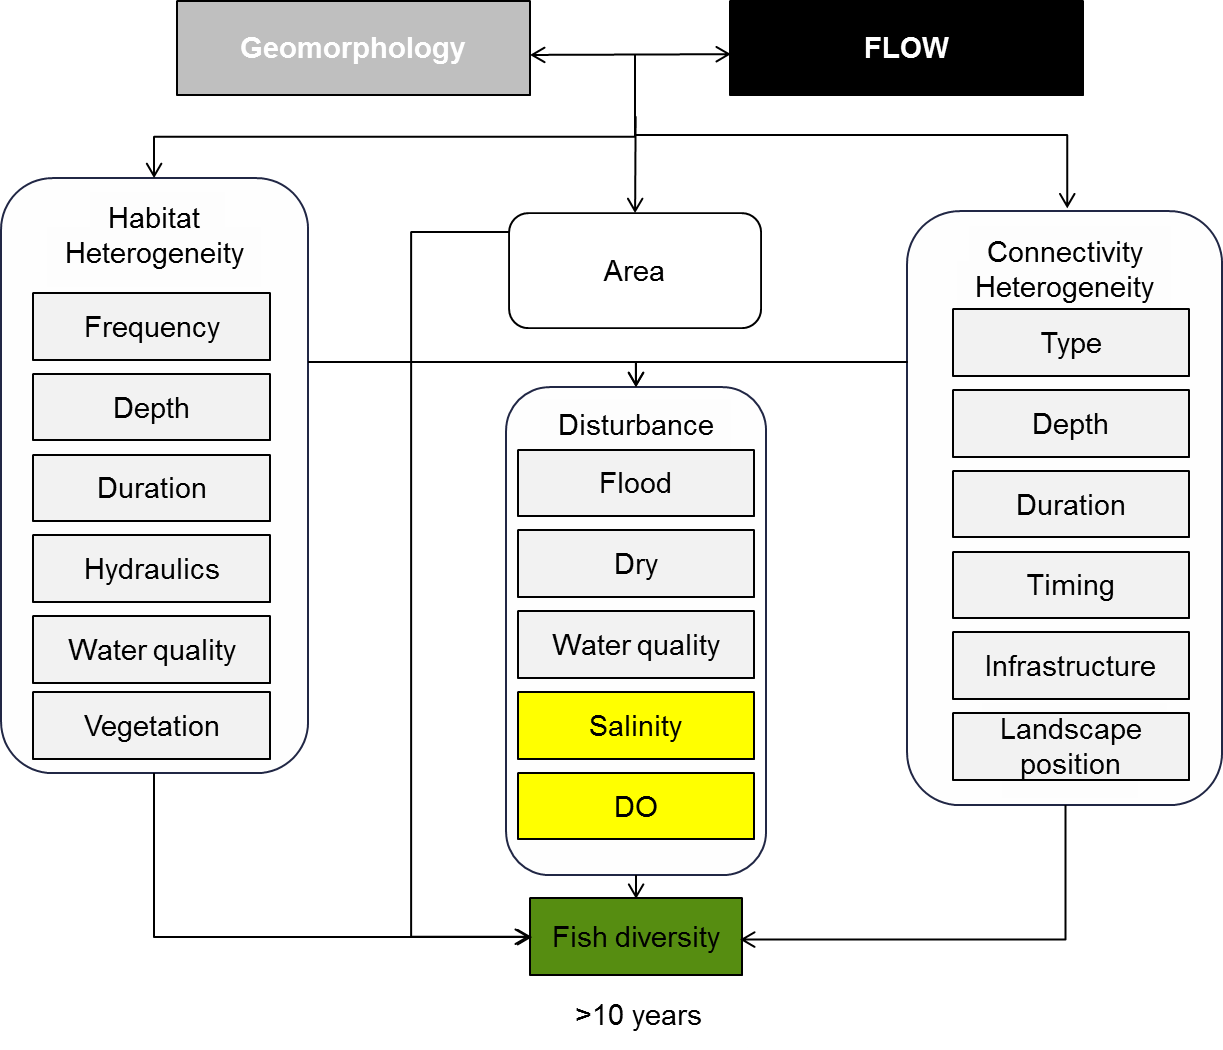 Geomorphology
FLOW
Habitat
Heterogeneity
Frequency
Depth
Duration
Hydraulics
Water quality
Vegetation
Area
Disturbance
Flood
Dry
Water quality
Salinity
DO
Connectivity
Heterogeneity
Type
Depth
Duration
Timing
Infrastructure
Landscape
position
Fish diversity
>10 years